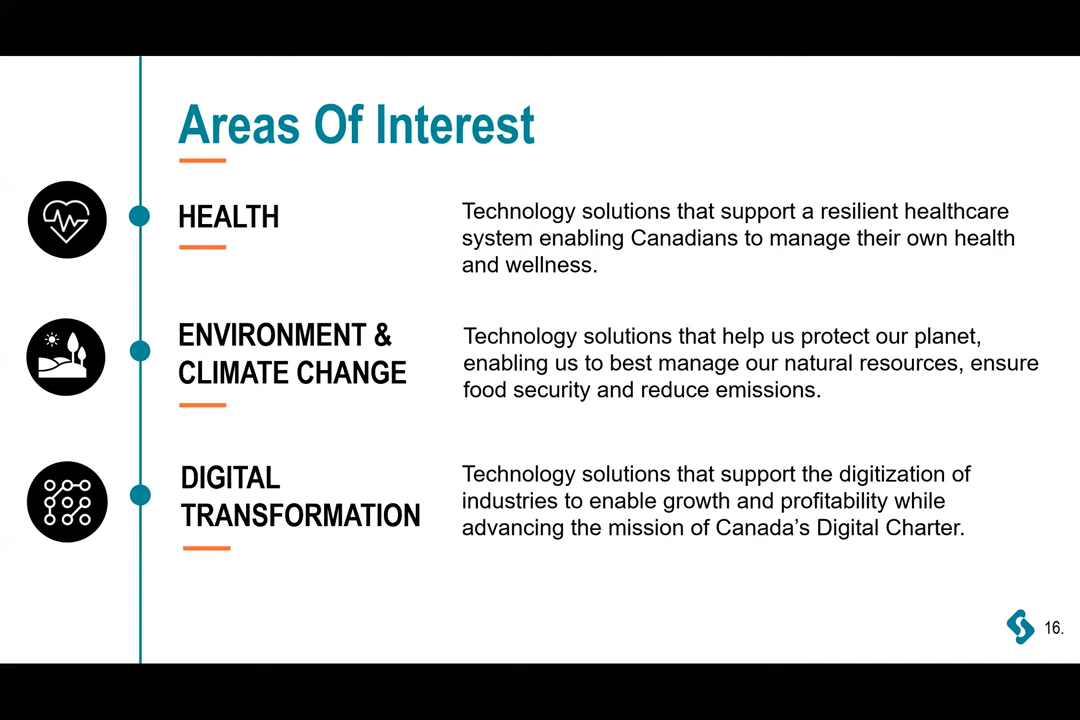 Areas Of Interest
HEALTH
Technology solutions that support a resilient healthcare
system enabling Canadians to manage their own health
and wellness.
ENVIRONMENT &
CLIMATE CHANGE
Technology solutions that help us protect our planet,
enabling us to best manage our natural resources, ensure
food security and reduce emissions.
DIGITAL
TRANSFORMATION
Technology solutions that support the digitization of
industries to enable growth and profitability while
advancing the mission of Canada’s Digital Charter.
16.